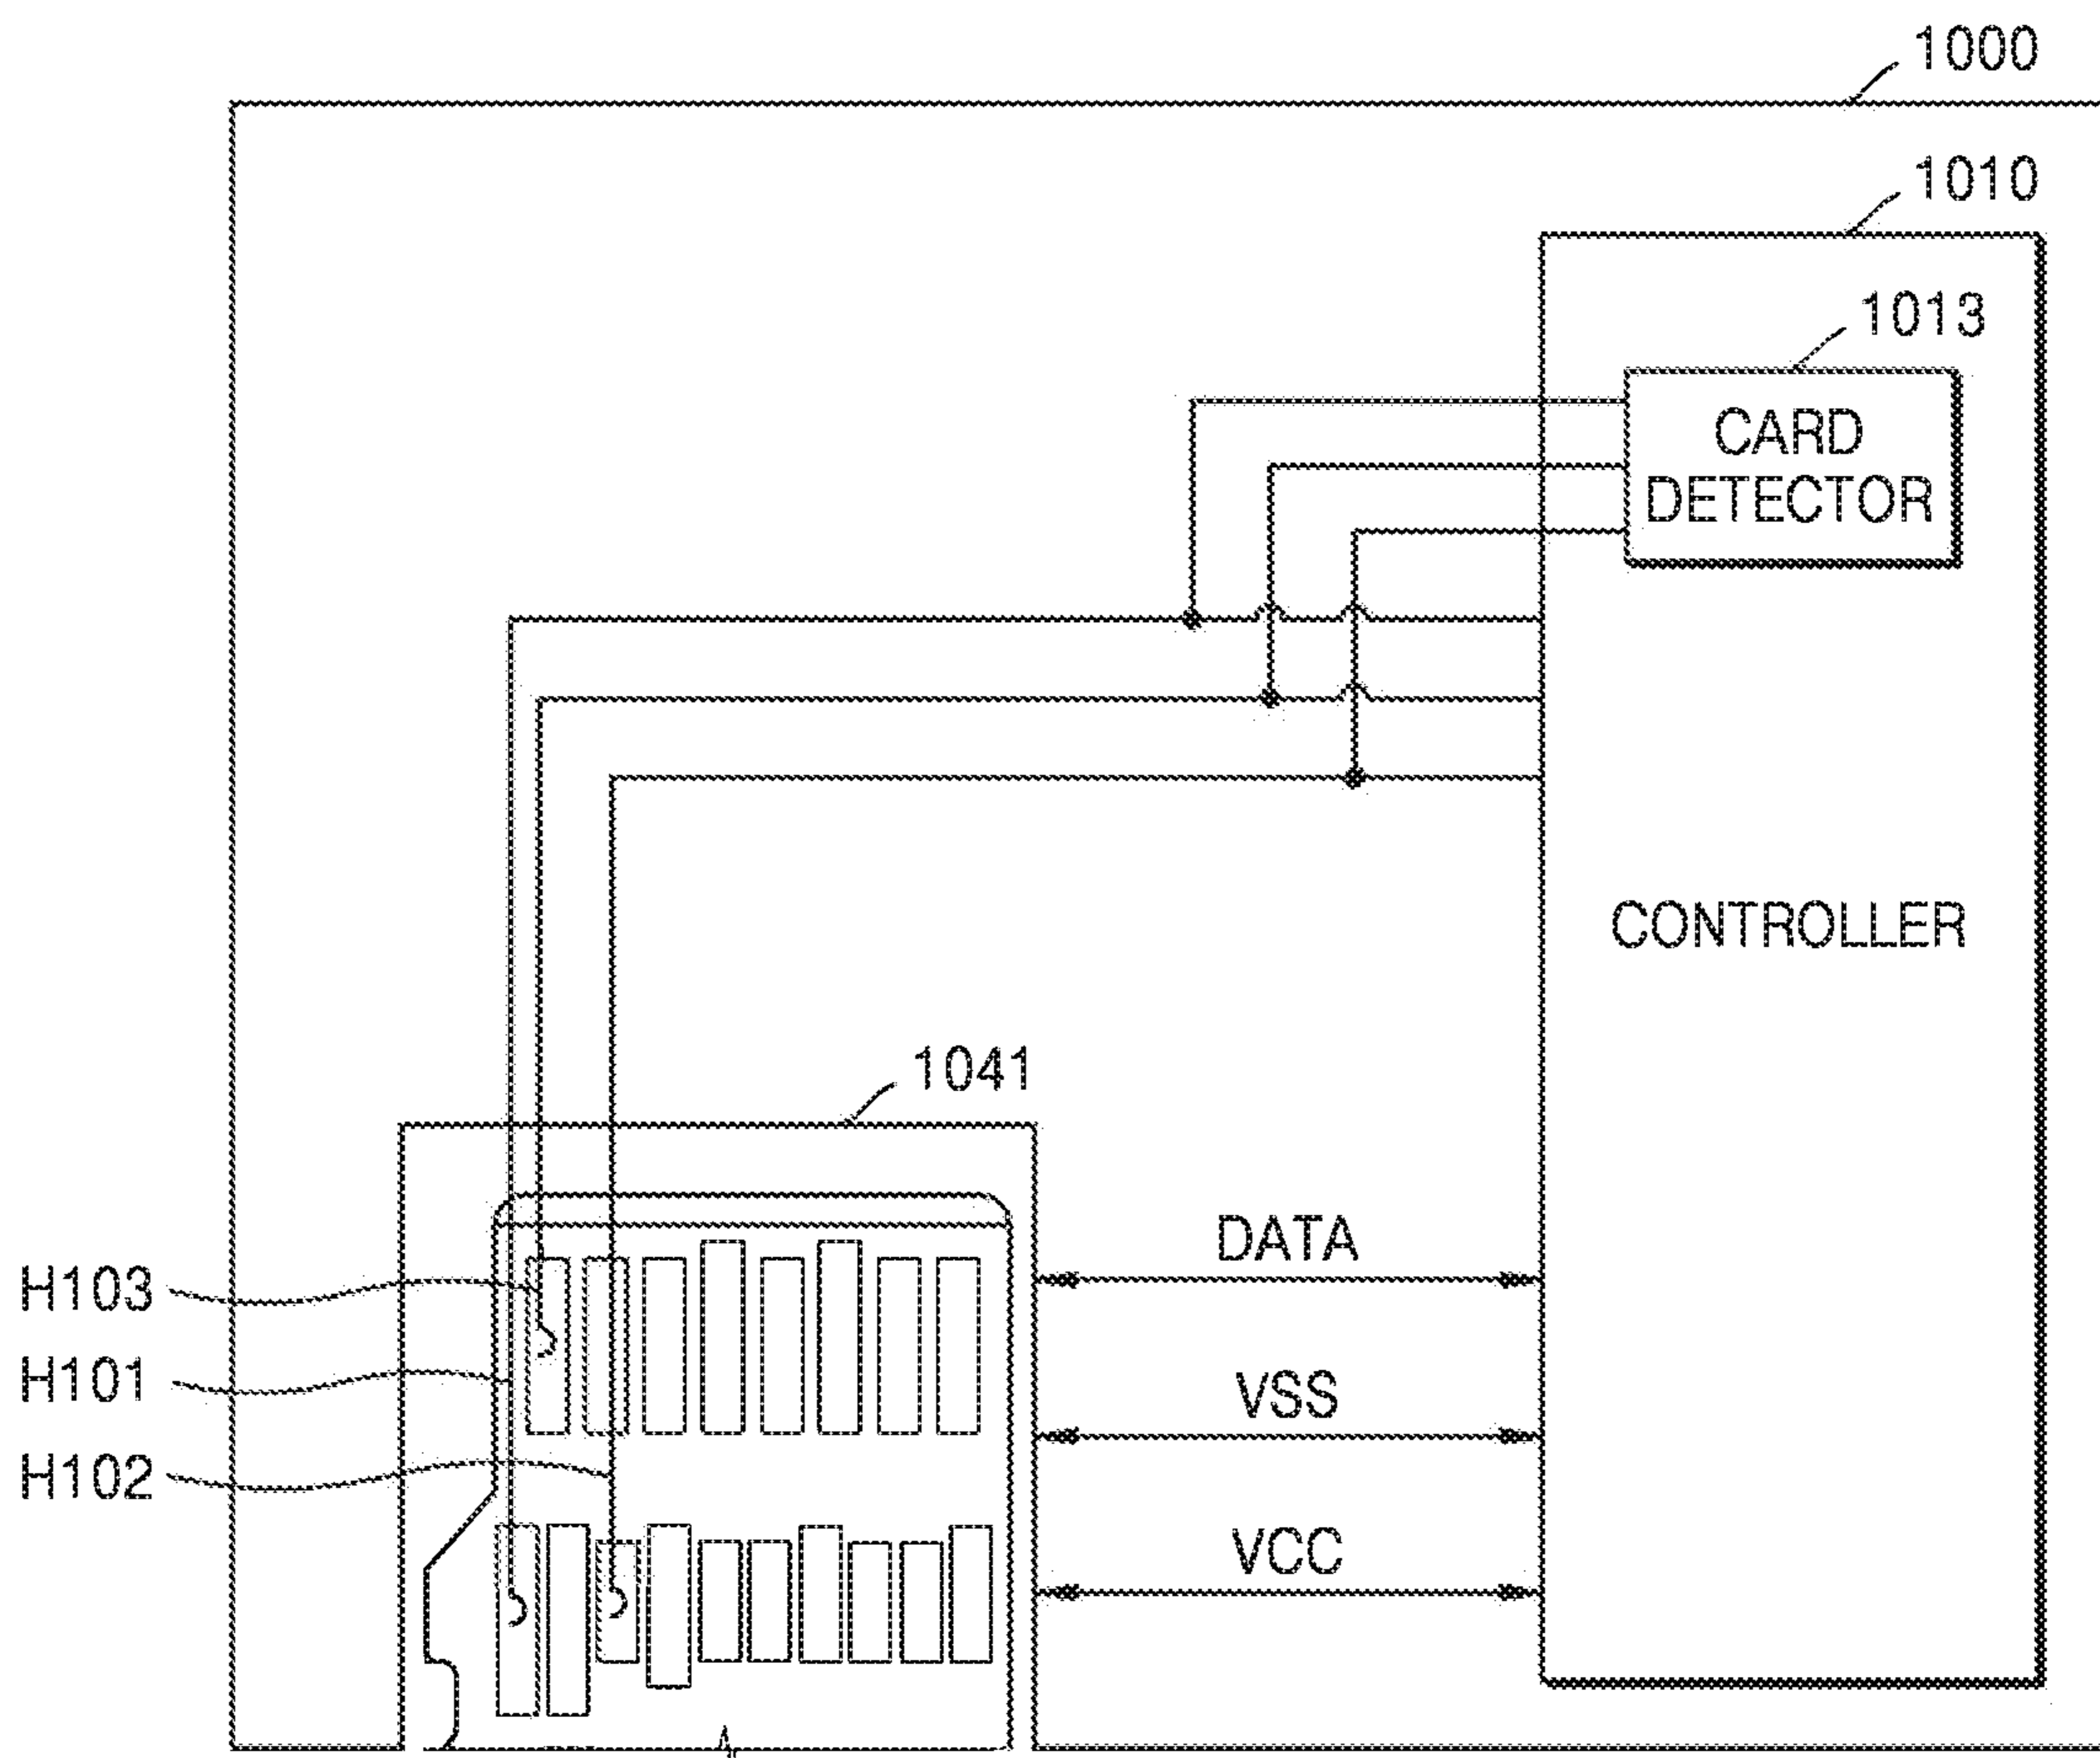 1000
1010
1013
CARD
DETECTOR
CONTROLLER
1041
DATA
H103
H101
VSS
H102
VCC